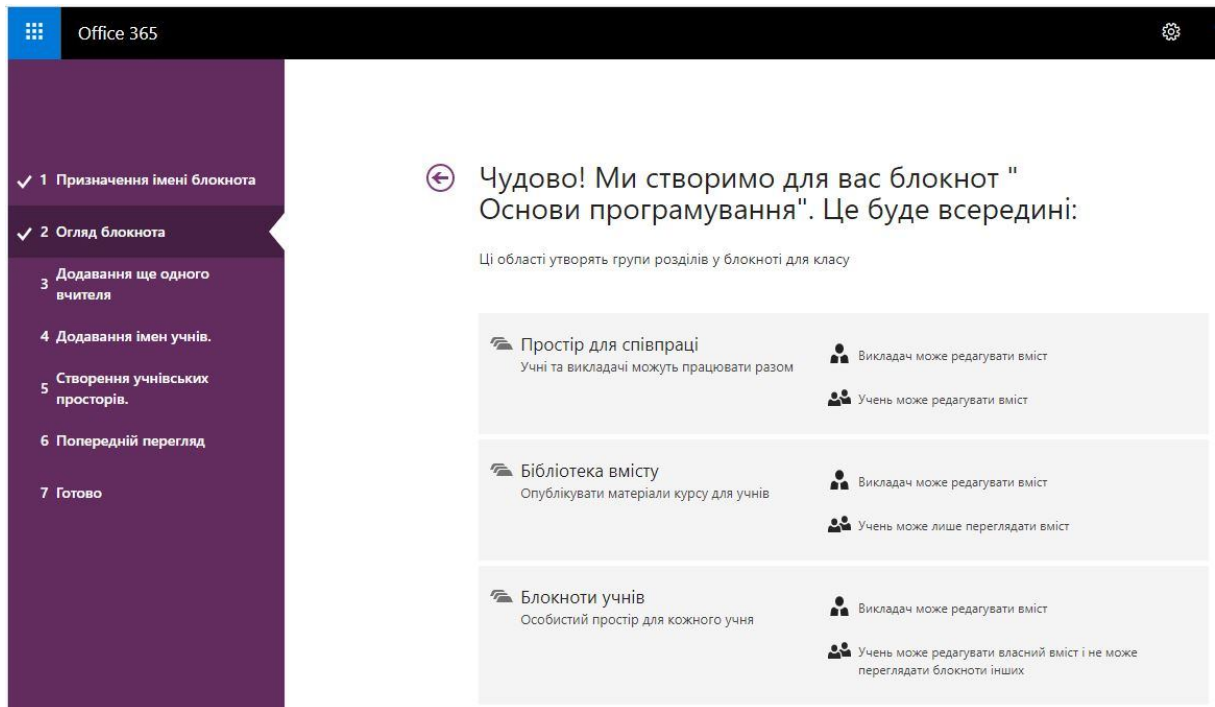 Office 365
✓ 1 Призначення імені блокнота
✓ 2 Огляд блокнота
3 Додавання ще одного
вчителя
4 Додавання імен учнів.
5 Створення учнівських
просторів.
6 Попередній перегляд
7 Готово
Чудово! Ми створимо для вас блокнот "
Основи програмування". Це буде всередині:
Ці області утворять групи розділів у блокноті для класу
Простір для співпраці
Учні та викладачі можуть працювати разом
Викладач може редагувати вміст
Учень може редагувати вміст
Бібліотека вмісту
Опублікувати матеріали курсу для учнів
Викладач може редагувати вміст
Учень може лише переглядати вміст
Блокноти учнів
Особистий простір для кожного учня
Викладач може редагувати вміст
Учень може редагувати власний вміст і не може
переглядати блокноти інших